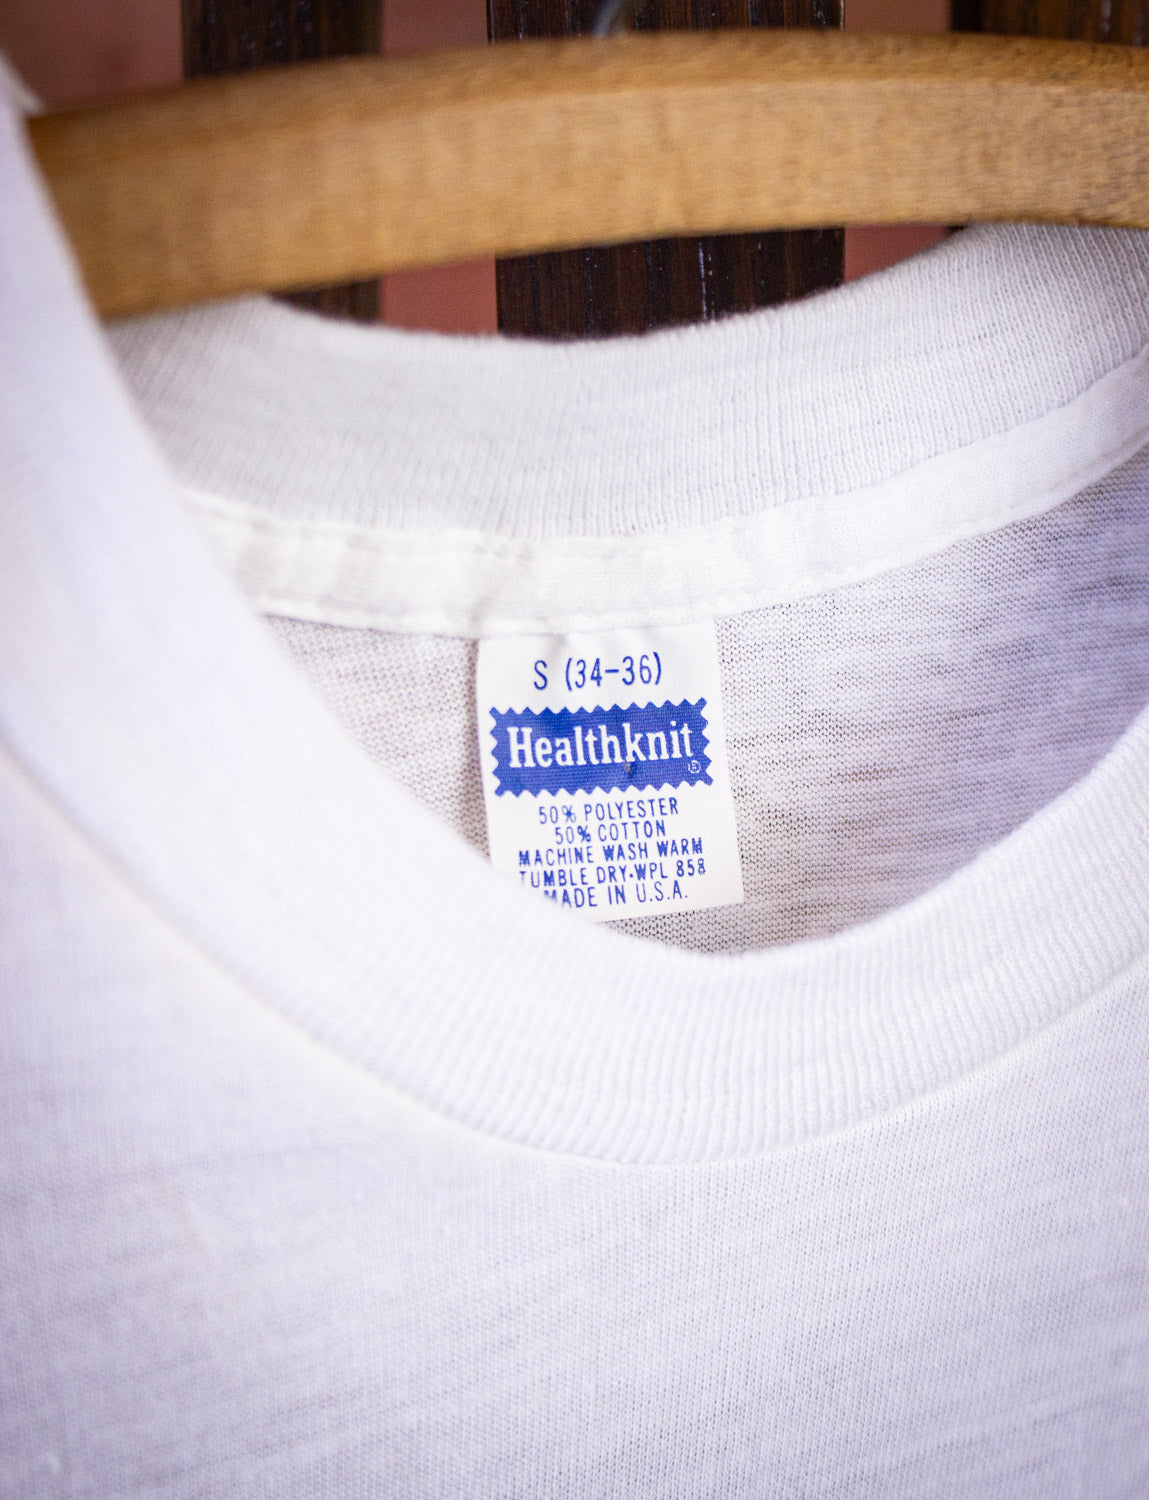 S (34-36)
Healthknit ®
50% POLYESTER
50% COTTON
MACHINE WASH WARM
TUMBLE DRY·WPL 858
MADE IN U.S.A.